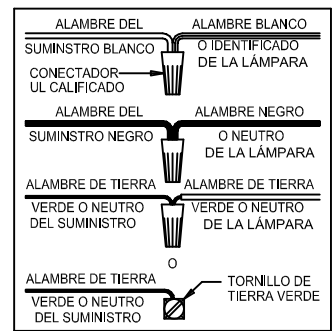 ALAMBRE DEL ALAMBRE BLANCO
SUMINSTRO BLANCO O IDENTIFICADO
CONECTADOR DE LA LÁMPARA
UL CALIFICADO
ALAMBRE DEL ALAMBRE NEGRO
SUMINSTRO NEGRO O NEUTRO
DE LA LÁMPARA
ALAMBRE DE TIERRA ALAMBRE DE TIERRA
VERDE O NEUTRO VERDE O NEUTRO
DEL SUMINISTRO DE LA LÁMPARA
O
ALAMBRE DE TIERRA TORNILLO DE
VERDE O NEUTRO TIERRA VERDE
DEL SUMINISTRO